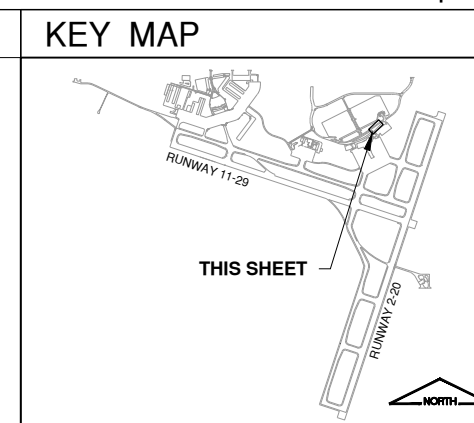 KEY MAP
RUNWAY 11-29
THIS SHEET
RUNWAY 2-20
NORTH